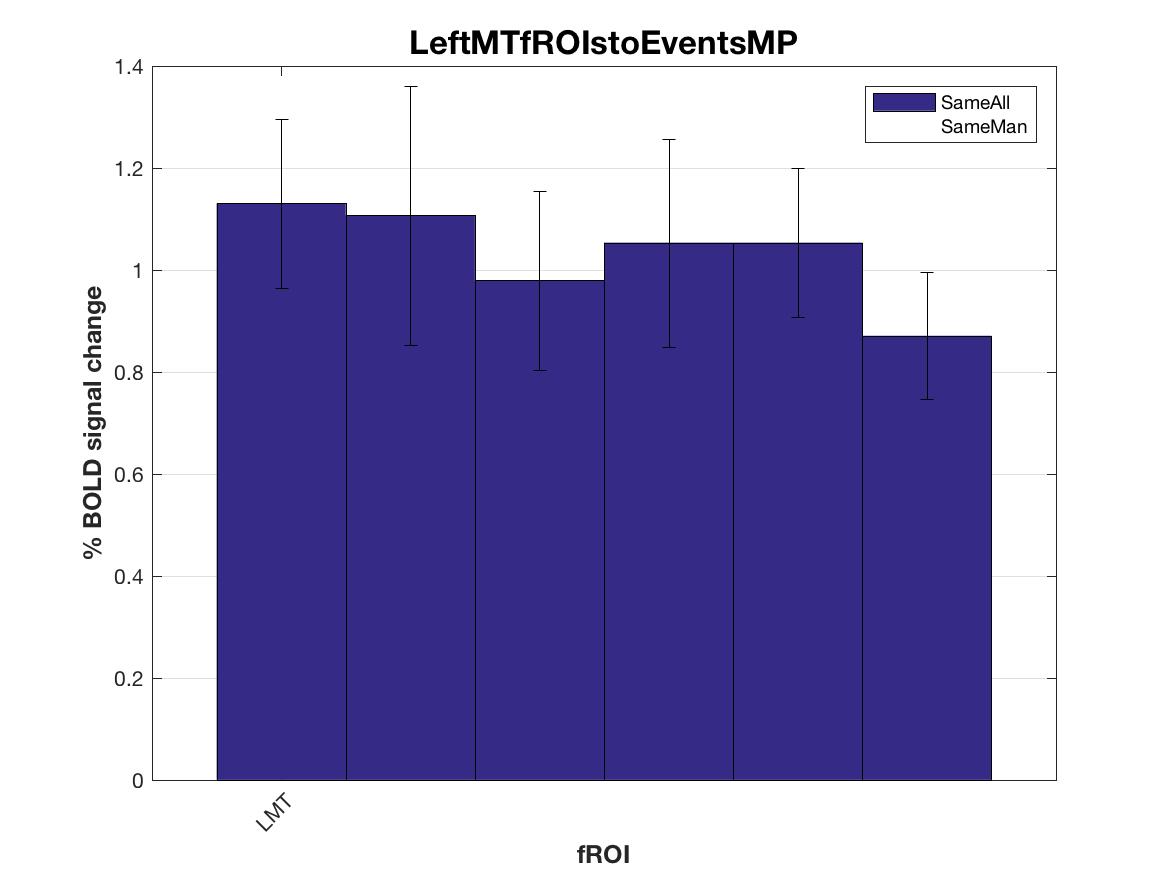 LeftMTfROIstoEventsMP
1.4
1.2
1
0.8
0.6
0.4
0.2
0
% BOLD signal change
SameAll
SameMan
LMT
fROI